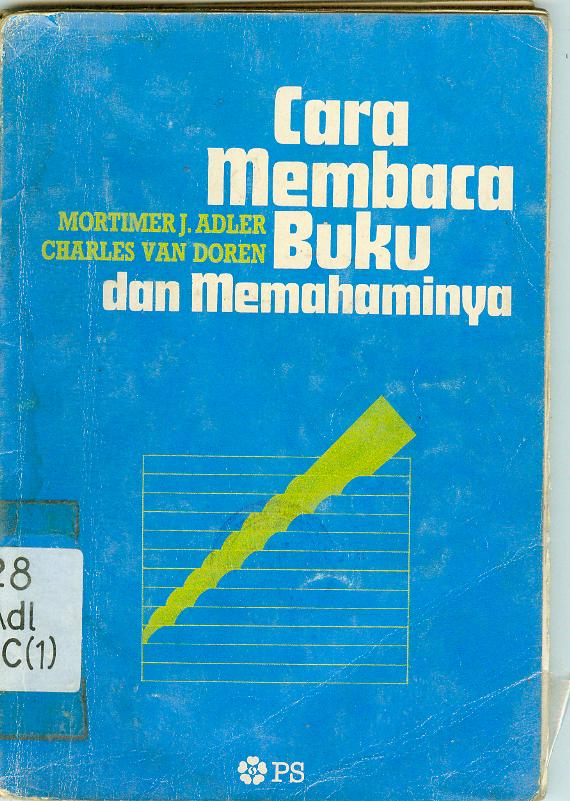 Cara
Membaca
MORTIMER J. ADLER
CHARLES VAN DOREN
Buku
dan Memahaminya
28
Adl
C(1)
PS